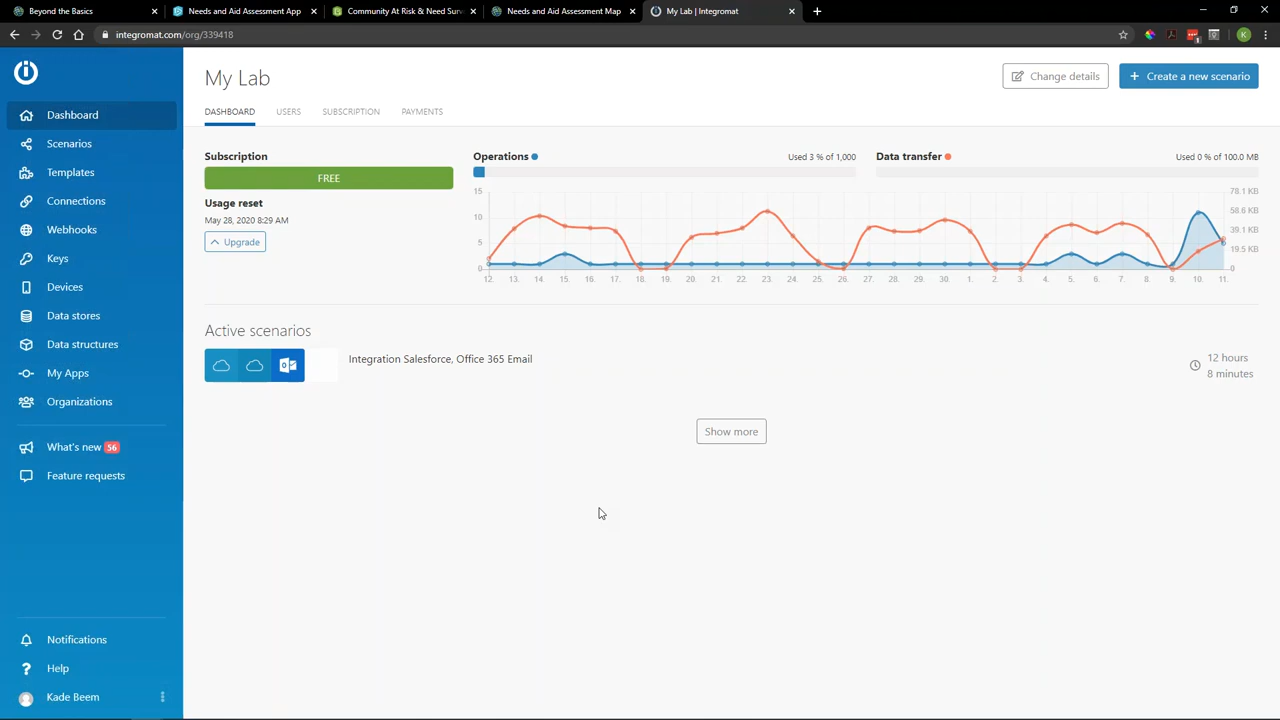 Beyond the Basics
Needs and Aid Assessment App
Community At Risk & Need Surv
Needs and Aid Assessment Map
My Lab | Integromat
integromat.com/org/339418
K
My Lab
Change details
Create a new scenario
DASHBOARD USERS SUBSCRIPTION PAYMENTS
Dashboard
Scenarios
Templates
Connections
Webhooks
Keys
Devices
Data stores
Data structures
My Apps
Organizations
What's new 56
Feature requests
Notifications
Help
Kade Beem
Subscription
FREE
Usage reset
May 28, 2020 8:29 AM
Upgrade
Operations
Used 3 % of 1,000
Data transfer
Used 0 % of 100.0 MB
15
10
5
0
78.1 KB
58.6 KB
39.1 KB
19.5 KB
0
12. 13. 14. 15. 16. 17. 18. 19. 20. 21. 22. 23. 24. 25. 26. 27. 28. 29. 30. 1. 2. 3. 4. 5. 6. 7. 8. 9. 10. 11.
Active scenarios
Integration Salesforce, Office 365 Email
12 hours
8 minutes
Show more